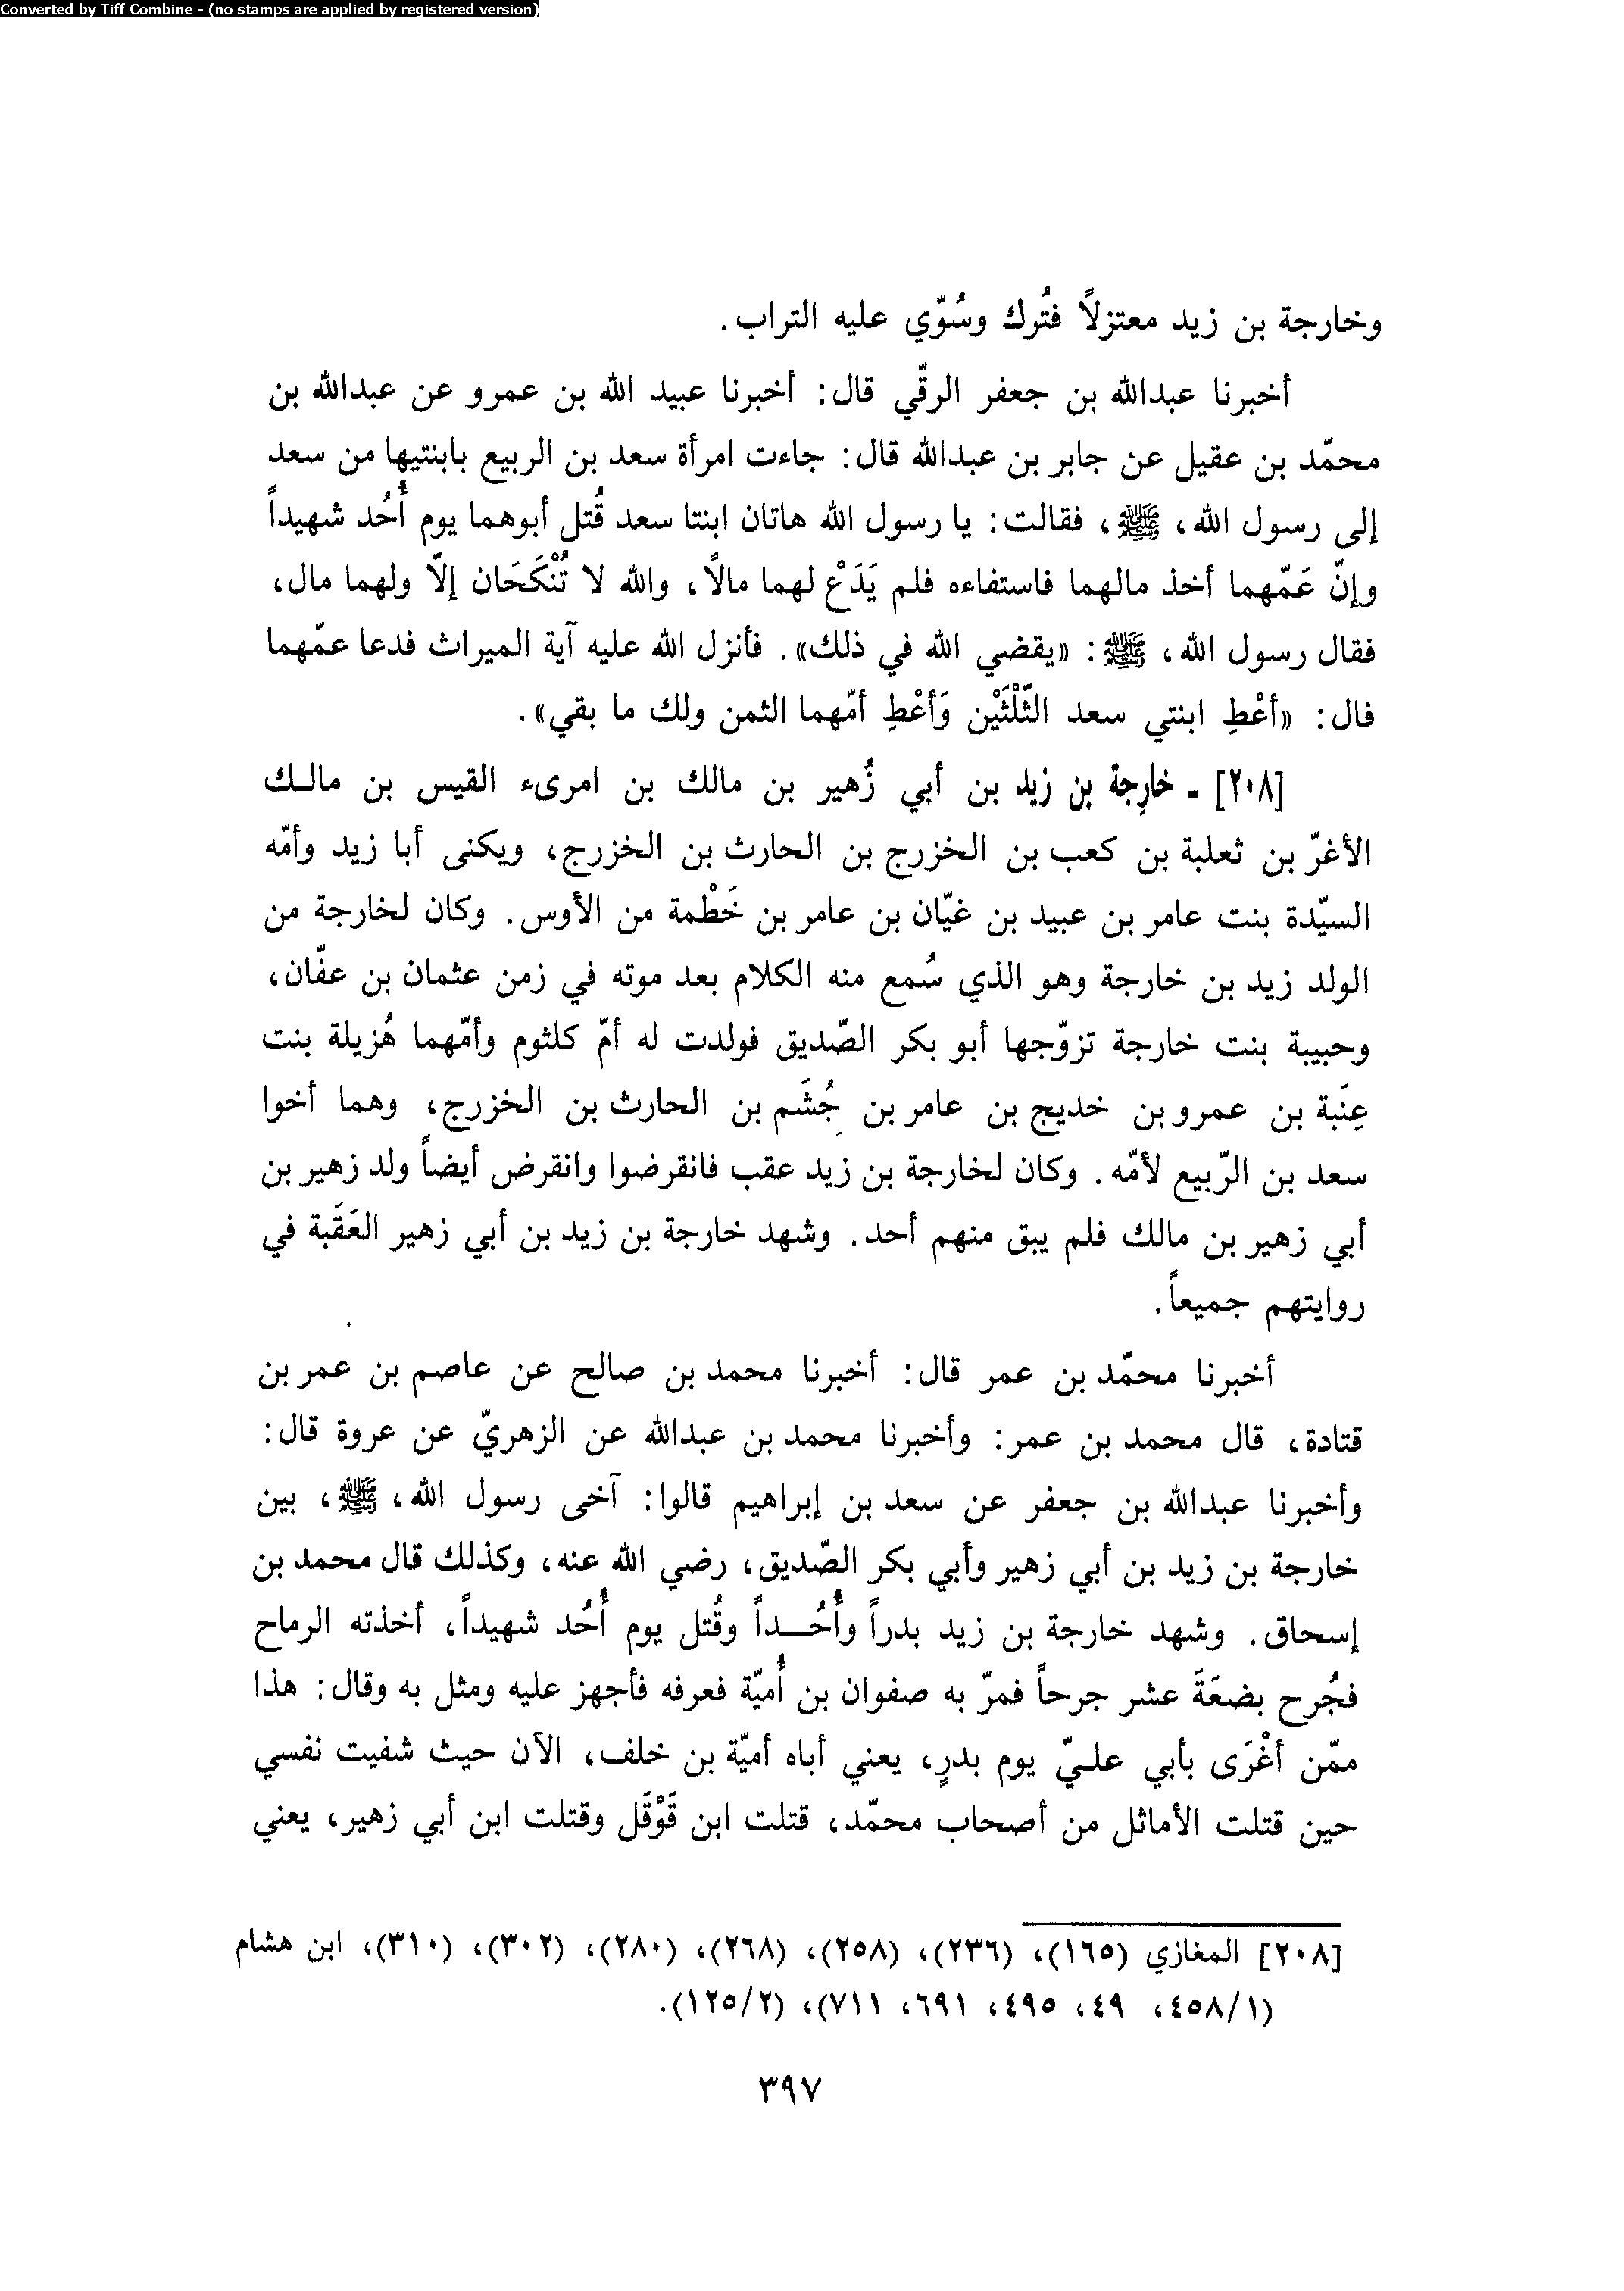 Converted by Tiff Combine - (no stamps are applied by registered version)
وخارجة بن زيد معتزلاً فتُرك وسُوّي عليه التراب.
أخبرنا عبدالله بن جعفر الرقّي قال: أخبرنا عبيد الله بن عمرو عن عبدالله بن
محمّد بن عقيل عن جابر بن عبدالله قال: جاءت امرأة سعد بن الربيع بابنتيها من سعد
إلى رسول الله، ﷺ، فقالت: يا رسول الله هاتان ابنتا سعد قُتل أبوهما يوم أُحُد شهيداً
وإنّ عَمّهما أخذ مالهما فاستفاءه فلم يَدَعْ لهما مالاً، والله لا تُنْكَحَان إلاّ ولهما مال،
فقال رسول الله، ﷺ: «يقضي الله في ذلك». فأنزل الله عليه آية الميراث فدعا عمّهما
فال: «أعْطِ ابنتي سعد الثّلْثَيْن وَأعْطِ أمّهما الثمن ولك ما بقي».
[٢٠٨] - خارِجة بن زيد بن أبي زُهير بن مالك بن امرىء القيس بن مالك
الأغرّ بن ثعلبة بن كعب بن الخزرج بن الحارث بن الخزرج، ويكنى أبا زيد وأمّه
السيّدة بنت عامر بن عبيد بن غيّان بن عامر بن خَطْمة من الأوس. وكان لخارجة من
الولد زيد بن خارجة وهو الذي سُمع منه الكلام بعد موته في زمن عثمان بن عفّان،
وحبيبة بنت خارجة تزوّجها أبو بكر الصّديق فولدت له أمّ كلثوم وأمّهما هُزيلة بنت
عِنَبة بن عمرو بن خديج بن عامر بن جُشَم بن الحارث بن الخزرج، وهما أخوا
سعد بن الرّبيع لأمّه. وكان لخارجة بن زيد عقب فانقرضوا وانقرض أيضاً ولد زهير بن
أبي زهير بن مالك فلم يبق منهم أحد. وشهد خارجة بن زيد بن أبي زهير العَقَبة في
روايتهم جميعاً.
أخبرنا محمّد بن عمر قال: أخبرنا محمد بن صالح عن عاصم بن عمر بن
قتادة، قال محمد بن عمر: وأخبرنا محمد بن عبدالله عن الزهريّ عن عروة قال:
وأخبرنا عبدالله بن جعفر عن سعد بن إبراهيم قالوا: آخى رسول الله، ﷺ، بين
خارجة بن زيد بن أبي زهير وأبي بكر الصّديق، رضي الله عنه، وكذلك قال محمد بن
إسحاق. وشهد خارجة بن زيد بدراً وأُحُـــداً وقُتل يوم أُحُد شهيداً، أخذته الرماح
فجُرح بضعَةَ عشر جرحاً فمرّ به صفوان بن أُميّة فعرفه فأجهز عليه ومثل به وقال: هذا
ممّن أغْرَى بأبي عليّ يوم بدرٍ، يعني أباه أميّة بن خلف، الآن حيث شفيت نفسي
حين قتلت الأماثل من أصحاب محمّد، قتلت ابن قَوْقَل وقتلت ابن أبي زهير، يعني
[٢٠٨] المغازي (١٦٥)، (٢٣٦)، (٢٥٨)، (٢٦٨)، (٢٨٠)، (٣٠٢)، (٣١٠)، ابن هشام
(٤٥٨/١، ٤٩، ٤٩٥، ٦٩١، ٧١١)، (١٢٥/٢).
٣٩٧